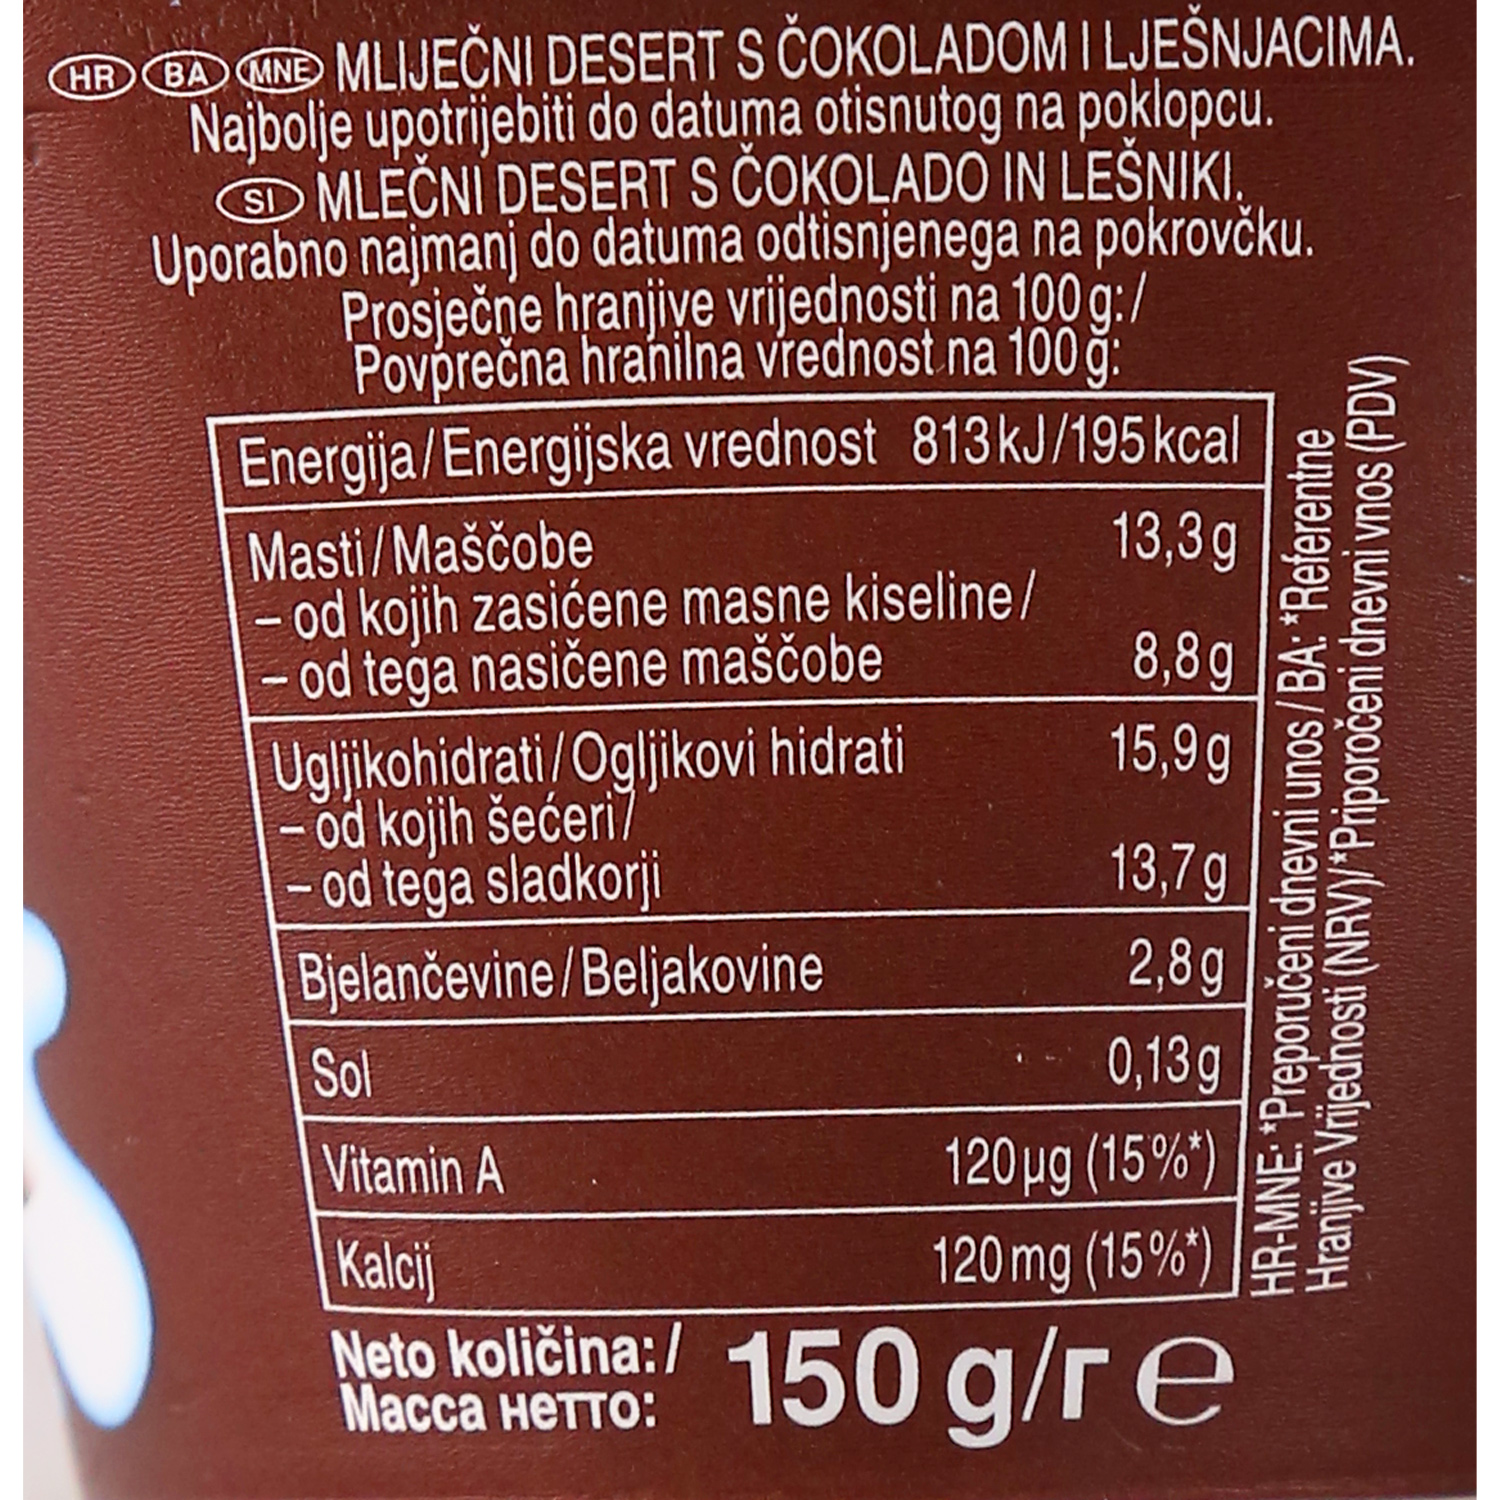 HR BA MNE MLIJEČNI DESERT S ČOKOLADOM I LJEŠNJACIMA.
Najbolje upotrijebiti do datuma otisnutog na poklopcu.
SI MLEČNI DESERT S ČOKOLADO IN LEŠNIKI.
Uporabno najmanj do datuma odtisnjenega na pokrovčku.
Prosječne hranjive vrijednosti na 100 g:/
Povprečna hranilna vrednost na 100 g:
Energija/Energijska vrednost 813 kJ/195 kcal
Masti/Maščobe 13,3 g
- od kojih zasićene masne kiseline/
- od tega nasičene maščobe 8,8 g
Ugljikohidrati/Ogljikovi hidrati 15,9 g
- od kojih šećeri/
- od tega sladkorji 13,7 g
Bjelančevine/Beljakovine 2,8 g
Sol 0,13 g
Vitamin A 120 µg (15%*)
Kalcij 120 mg (15%*)
HR-MNE: *Preporučeni dnevni unos / BA: *Referentne
Hranjive Vrijednosti (NRV)/*Priporočeni dnevni vnos (PDV)
Neto količina:/ 150 g/г e
Масса нетто: